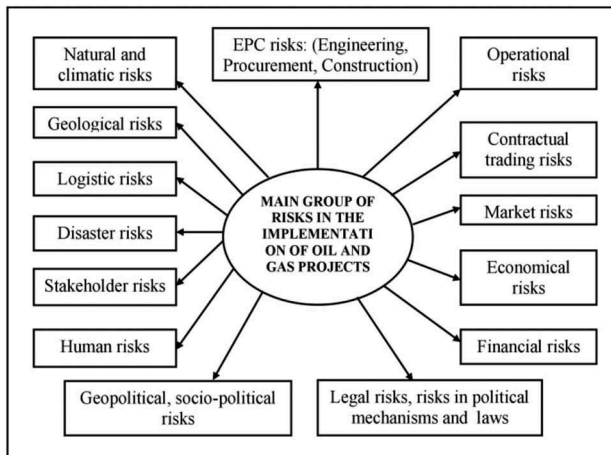 Natural and
climatic risks
EPC risks: (Engineering,
Procurement, Construction)
Operational
risks
Geological risks
Contractual
trading risks
Logistic risks
MAIN GROUP OF
RISKS IN THE
IMPLEMENTATI
ON OF OIL AND
GAS PROJECTS
Market risks
Disaster risks
Economical
risks
Stakeholder risks
Human risks
Financial risks
Geopolitical, socio-political
risks
Legal risks, risks in political
mechanisms and laws